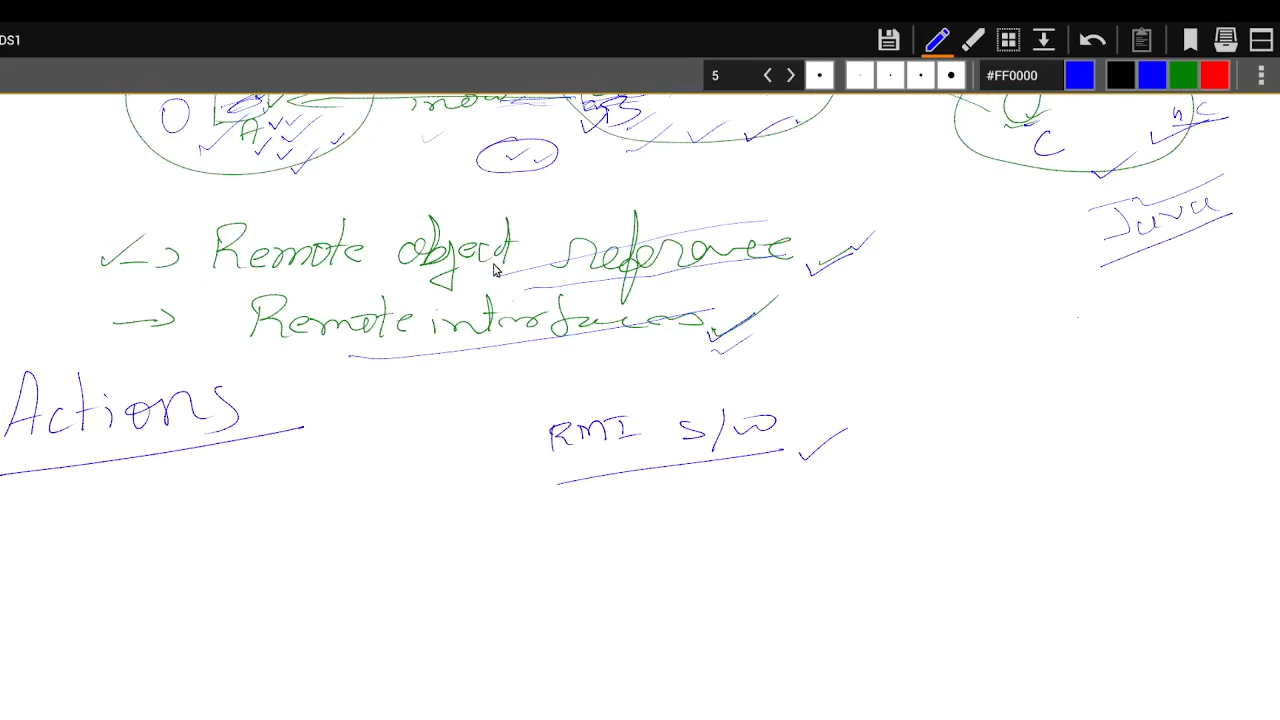 DS1
5
#FF0000
A
B
C
Java
Remote object reference
Remote interfaces
Actions
RMI s/w